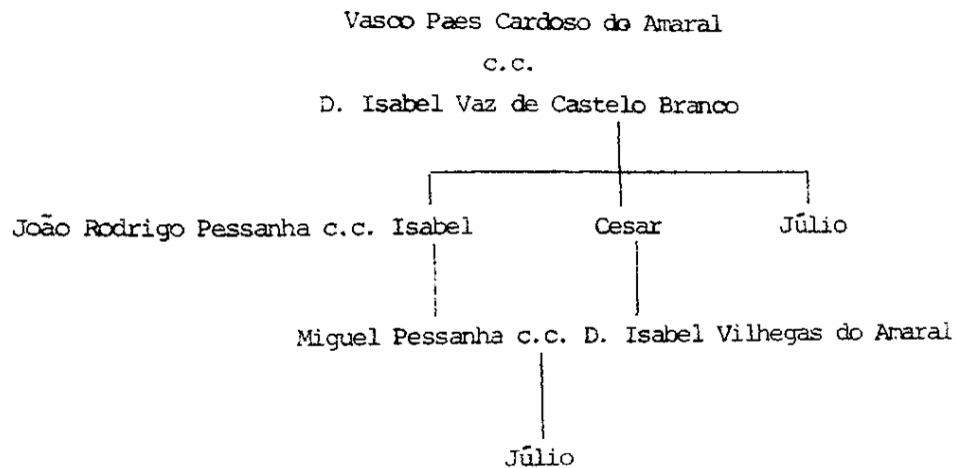 Vasco Paes Cardoso do Amaral
c.c.
D. Isabel Vaz de Castelo Branco
João Rodrigo Pessanha c.c. Isabel Cesar Júlio
Miguel Pessanha c.c. D. Isabel Vilhegas do Amaral
Júlio